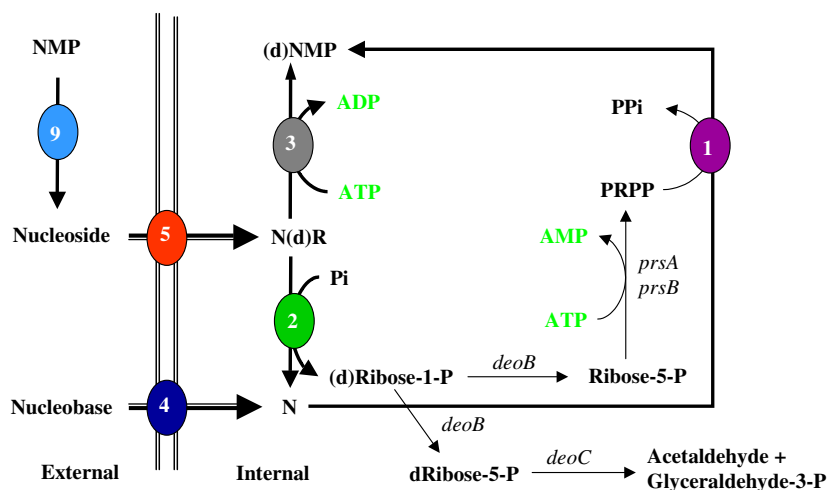 NMP
(d)NMP
ADP
PPi
9
3
1
ATP
PRPP
Nucleoside
5
N(d)R
AMP
prsA
Pi
prsB
2
ATP
deoB
(d)Ribose-1-P
Ribose-5-P
Nucleobase
4
N
deoB
External
Internal
dRibose-5-P
deoC
Acetaldehyde +
Glyceraldehyde-3-P